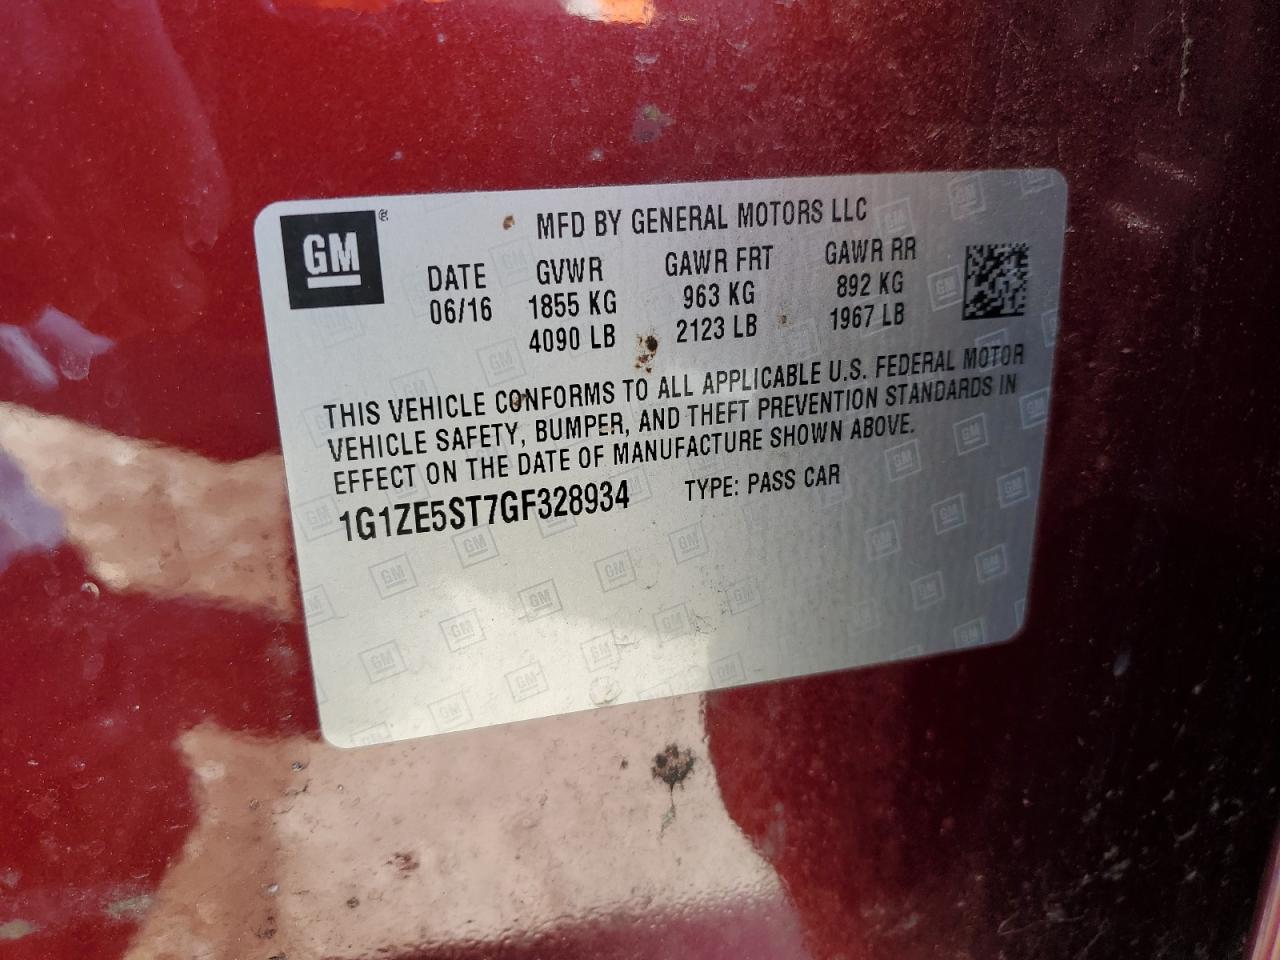 GM®
MFD BY GENERAL MOTORS LLC
DATE GVWR GAWR FRT GAWR RR
06/16 1855 KG 963 KG 892 KG
4090 LB 2123 LB 1967 LB
THIS VEHICLE CONFORMS TO ALL APPLICABLE U.S. FEDERAL MOTOR
VEHICLE SAFETY, BUMPER, AND THEFT PREVENTION STANDARDS IN
EFFECT ON THE DATE OF MANUFACTURE SHOWN ABOVE.
1G1ZE5ST7GF328934 TYPE: PASS CAR